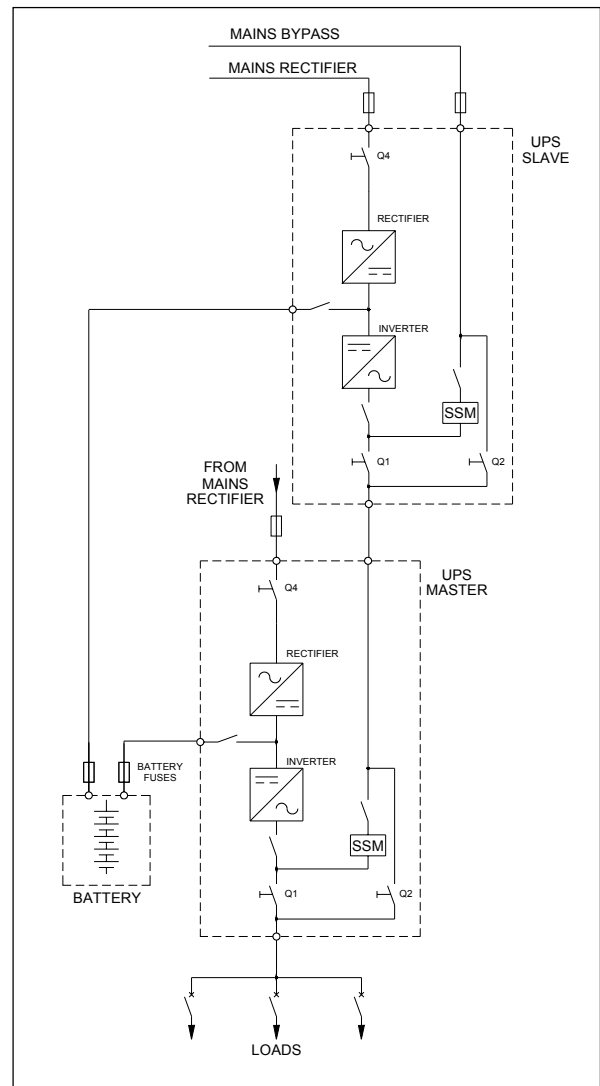 MAINS BYPASS
MAINS RECTIFIER
UPS
SLAVE
Q4
RECTIFIER
INVERTER
SSM
Q1
Q2
FROM
MAINS
RECTIFIER
UPS
MASTER
Q4
RECTIFIER
BATTERY
FUSES
INVERTER
SSM
Q1
Q2
BATTERY
LOADS